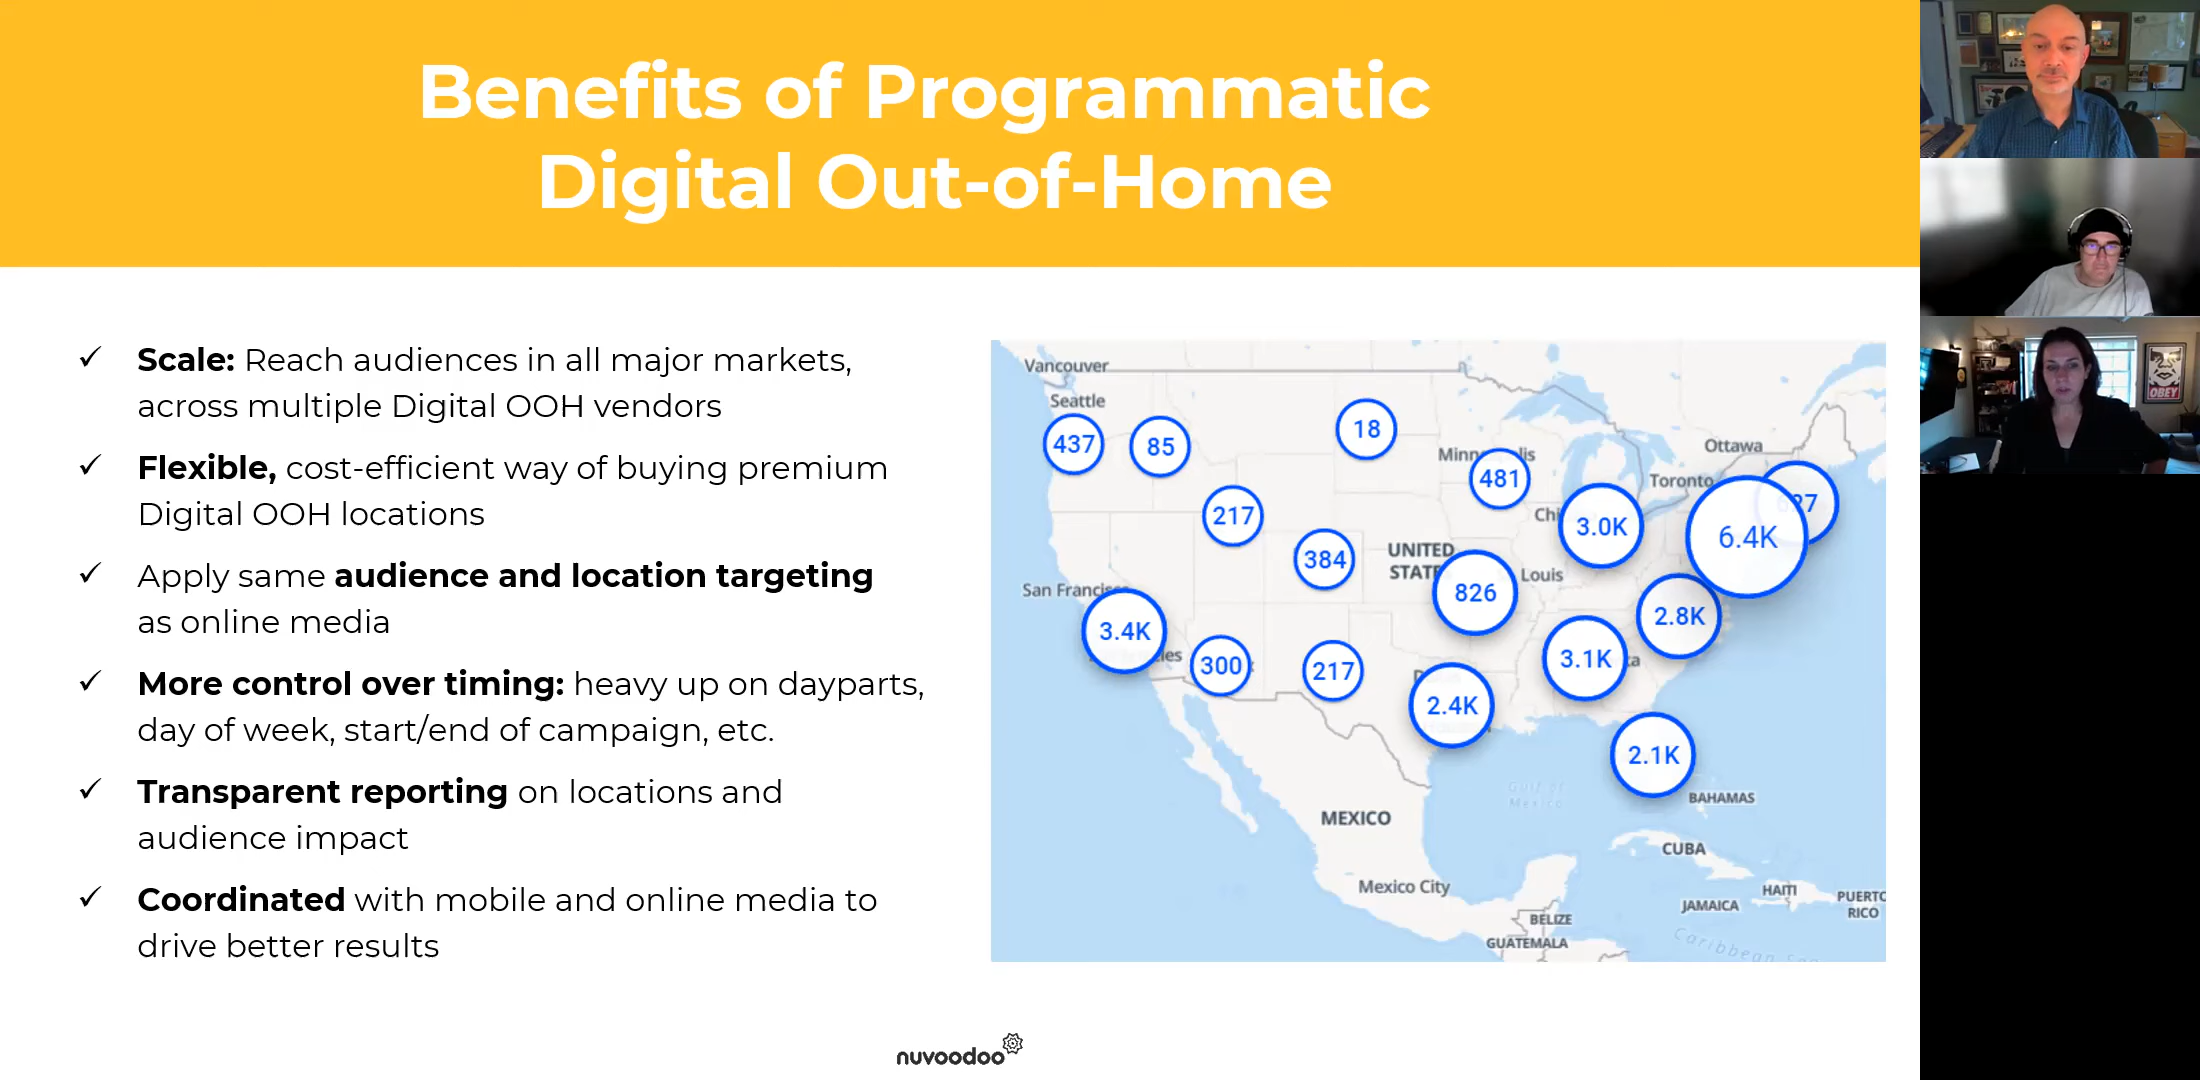 Benefits of Programmatic
Digital Out-of-Home
✓ Scale: Reach audiences in all major markets,
across multiple Digital OOH vendors
✓ Flexible, cost-efficient way of buying premium
Digital OOH locations
✓ Apply same audience and location targeting
as online media
✓ More control over timing: heavy up on dayparts,
day of week, start/end of campaign, etc.
✓ Transparent reporting on locations and
audience impact
✓ Coordinated with mobile and online media to
drive better results
Vancouver
Seattle
437
85
18
Ottawa
481
Toronto
217
Chi
3.0K
6.4K
384
UNITED
826
Louis
San Francis
3.4K
2.8K
300
217
3.1K
2.4K
2.1K
Gulf of
Mexico
BAHAMAS
MEXICO
CUBA
Mexico City
HAITI
JAMAICA
PUERTO
RICO
BELIZE
GUATEMALA
Caribbean
nuvoodoo
OBEY